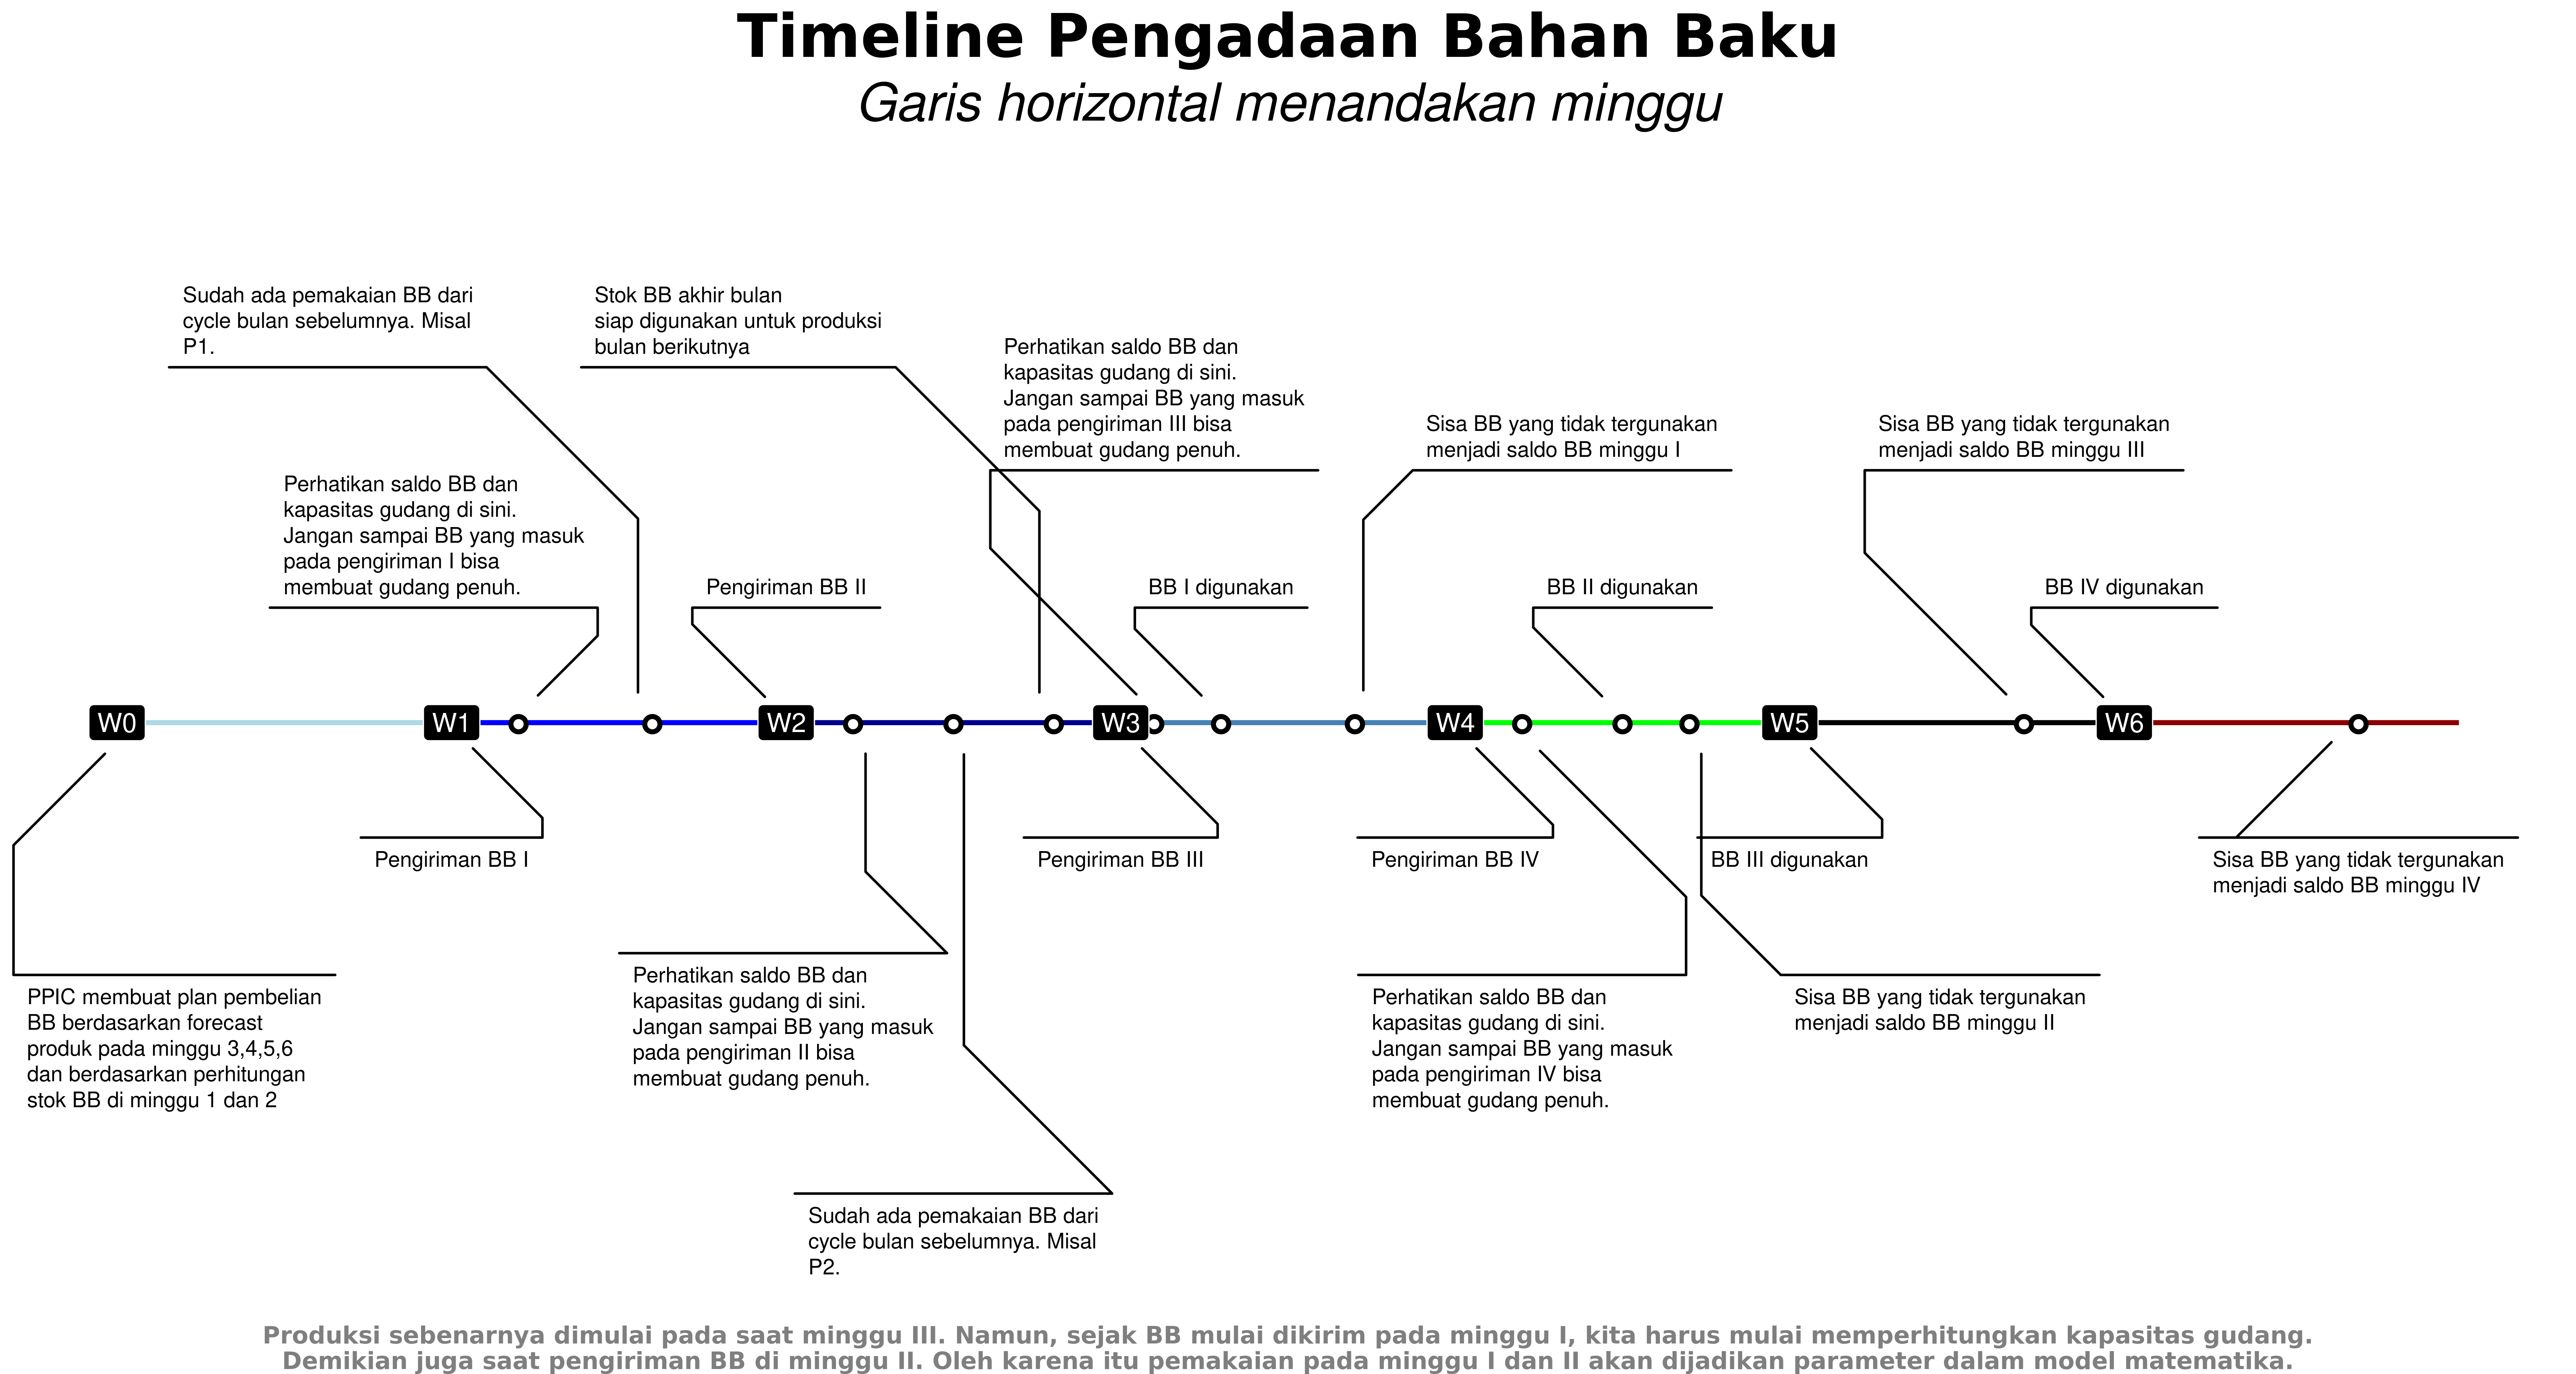 Timeline Pengadaan Bahan Baku
Garis horizontal menandakan minggu
Sudah ada pemakaian BB dari
cycle bulan sebelumnya. Misal
P1.
Stok BB akhir bulan
siap digunakan untuk produksi
bulan berikutnya
Perhatikan saldo BB dan
kapasitas gudang di sini.
Jangan sampai BB yang masuk
pada pengiriman III bisa
membuat gudang penuh.
Sisa BB yang tidak tergunakan
menjadi saldo BB minggu I
Sisa BB yang tidak tergunakan
menjadi saldo BB minggu III
Perhatikan saldo BB dan
kapasitas gudang di sini.
Jangan sampai BB yang masuk
pada pengiriman I bisa
membuat gudang penuh.
Pengiriman BB II
BB I digunakan
BB II digunakan
BB IV digunakan
W0
W1
W2
W3
W4
W5
W6
Pengiriman BB I
Pengiriman BB III
Pengiriman BB IV
BB III digunakan
Sisa BB yang tidak tergunakan
menjadi saldo BB minggu IV
PPIC membuat plan pembelian
BB berdasarkan forecast
produk pada minggu 3,4,5,6
dan berdasarkan perhitungan
stok BB di minggu 1 dan 2
Perhatikan saldo BB dan
kapasitas gudang di sini.
Jangan sampai BB yang masuk
pada pengiriman II bisa
membuat gudang penuh.
Perhatikan saldo BB dan
kapasitas gudang di sini.
Jangan sampai BB yang masuk
pada pengiriman IV bisa
membuat gudang penuh.
Sisa BB yang tidak tergunakan
menjadi saldo BB minggu II
Sudah ada pemakaian BB dari
cycle bulan sebelumnya. Misal
P2.
Produksi sebenarnya dimulai pada saat minggu III. Namun, sejak BB mulai dikirim pada minggu I, kita harus mulai memperhitungkan kapasitas gudang.
Demikian juga saat pengiriman BB di minggu II. Oleh karena itu pemakaian pada minggu I dan II akan dijadikan parameter dalam model matematika.